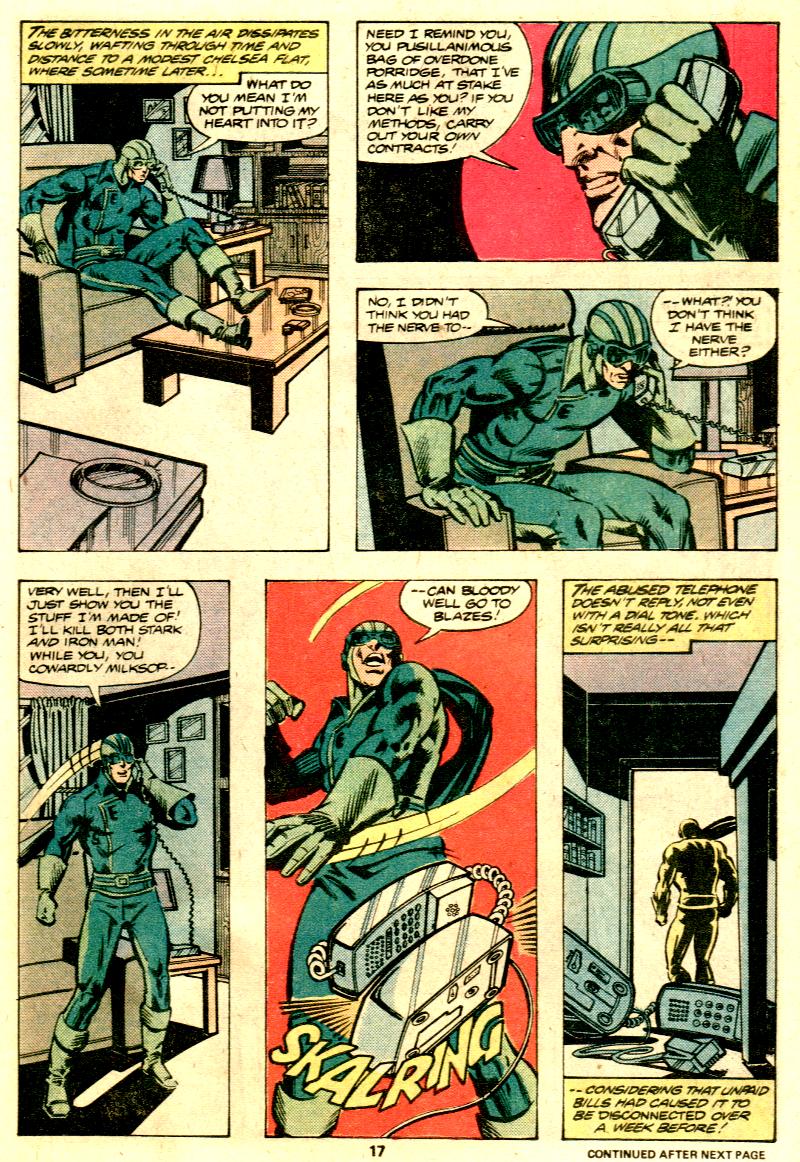 THE BITTERNESS IN THE AIR DISSIPATES
SLOWLY, WAFTING THROUGH TIME AND
DISTANCE TO A MODEST CHELSEA FLAT,
WHERE SOMETIME LATER...
WHAT DO
YOU MEAN I'M
NOT PUTTING MY
HEART INTO IT?
NEED I REMIND YOU,
YOU PUSILLANIMOUS
BAG OF OVERDONE
PORRIDGE, THAT I'VE
AS MUCH AT STAKE
HERE AS YOU? IF YOU
DON'T LIKE MY
METHODS, CARRY
OUT YOUR OWN
CONTRACTS!
NO, I DIDN'T
THINK YOU HAD
THE NERVE TO--
--WHAT?! YOU
DON'T THINK
I HAVE THE
NERVE
EITHER?
VERY WELL, THEN I'LL
JUST SHOW YOU THE
STUFF I'M MADE OF!
I'LL KILL BOTH STARK
AND IRON MAN!
WHILE YOU, YOU
COWARDLY MILKSOP--
--CAN BLOODY
WELL GO TO
BLAZES!
SKALRING
THE ABUSED TELEPHONE
DOESN'T REPLY, NOT EVEN
WITH A DIAL TONE. WHICH
ISN'T REALLY ALL THAT
SURPRISING--
--CONSIDERING THAT UNPAID
BILLS HAD CAUSED IT TO
BE DISCONNECTED OVER
A WEEK BEFORE!
17
CONTINUED AFTER NEXT PAGE